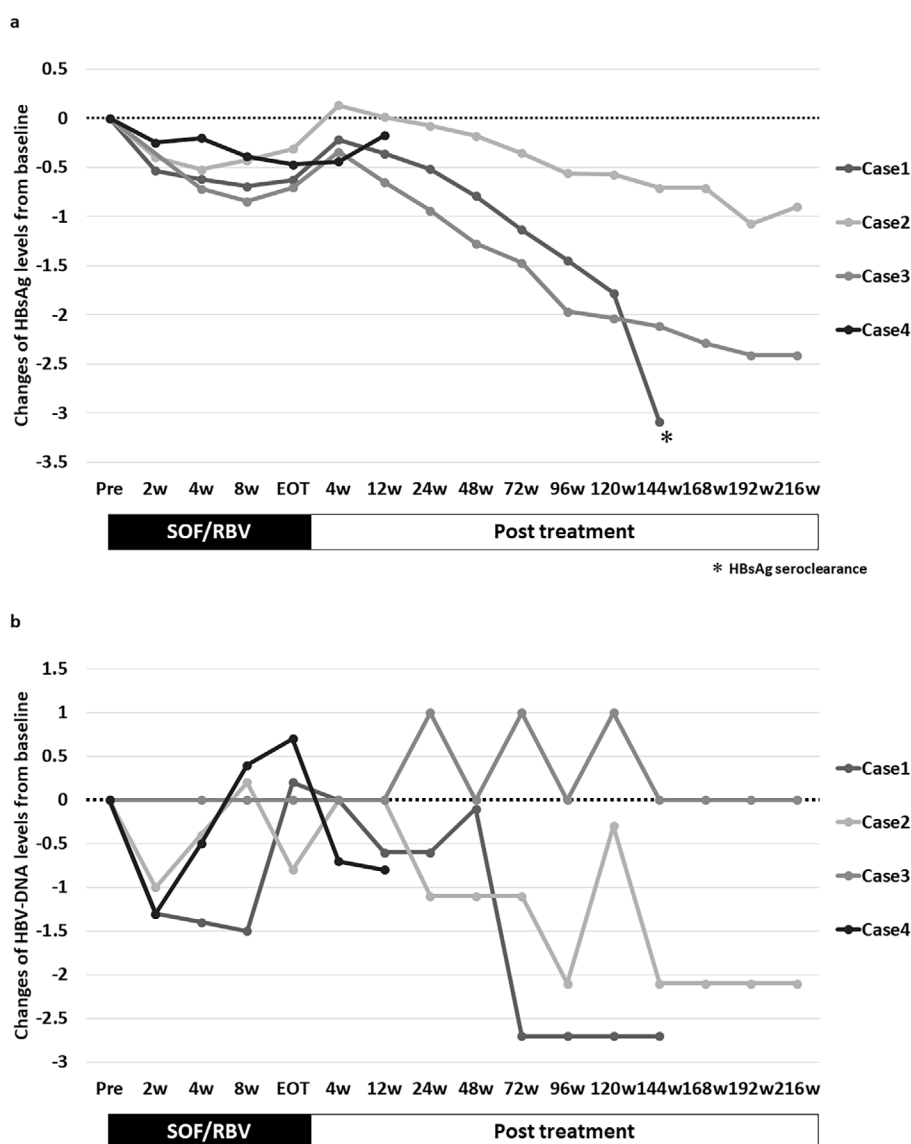 a
Changes of HBsAg levels from baseline
0.5
0
-0.5
-1
-1.5
-2
-2.5
-3
-3.5
*
Pre 2w 4w 8w EOT 4w 12w 24w 48w 72w 96w 120w 144w 168w 192w 216w
SOF/RBV Post treatment
Case1
Case2
Case3
Case4
* HBsAg seroclearance
b
Changes of HBV-DNA levels from baseline
1.5
1
0.5
0
-0.5
-1
-1.5
-2
-2.5
-3
Pre 2w 4w 8w EOT 4w 12w 24w 48w 72w 96w 120w 144w 168w 192w 216w
SOF/RBV Post treatment
Case1
Case2
Case3
Case4